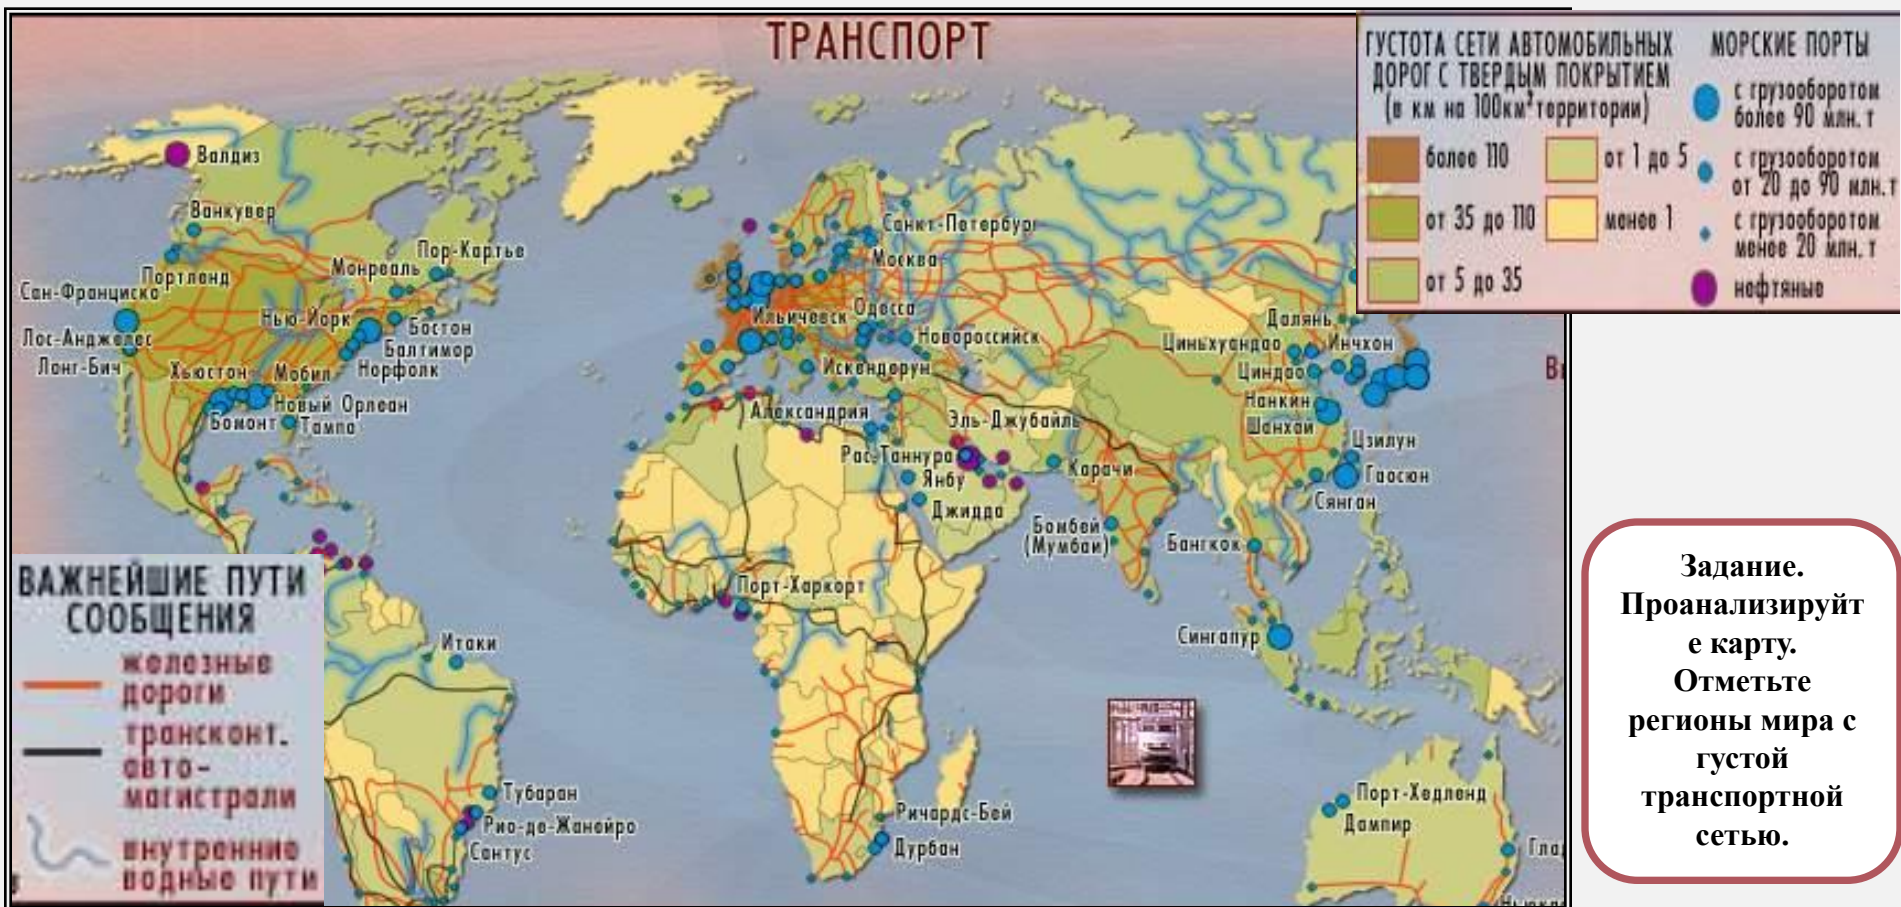 ТРАНСПОРТ
ГУСТОТА СЕТИ АВТОМОБИЛЬНЫХ
ДОРОГ С ТВЕРДЫМ ПОКРЫТИЕМ
(в км на 100км² территории)
более 110
от 35 до 110
от 5 до 35
от 1 до 5
менее 1
МОРСКИЕ ПОРТЫ
с грузооборотом
более 90 млн. т
с грузооборотом
от 20 до 90 млн. т
с грузооборотом
менее 20 млн. т
нефтяные
Валдиз
Ванкувер
Портленд
Пор-Картье
Монреаль
Сан-Франциско
Нью-Йорк
Бостон
Лос-Анджелес
Балтимор
Лонг-Бич
Хьюстон
Мобил
Норфолк
Новый Орлеан
Бомонт
Тампа
Санкт-Петербург
Москва
Ильичевск
Одесса
Новороссийск
Искендерун
Александрия
Эль-Джубайль
Рас-Таннура
Янбу
Джидда
Карачи
Бомбей
(Мумбаи)
Бангкок
Далянь
Циньхуандао
Инчхон
Циндао
Нанкин
Шанхай
Цзилун
Гаосюн
Сянган
Порт-Харкорт
Сингапур
Итаки
Тубаран
Рио-де-Жанейро
Сантус
Ричардс-Бей
Дурбан
Порт-Хедленд
Дампир
Гла
ВАЖНЕЙШИЕ ПУТИ
СООБЩЕНИЯ
железные
дороги
трансконт.
авто-
магистрали
внутренние
водные пути
Задание.
Проанализируйт
е карту.
Отметьте
регионы мира с
густой
транспортной
сетью.